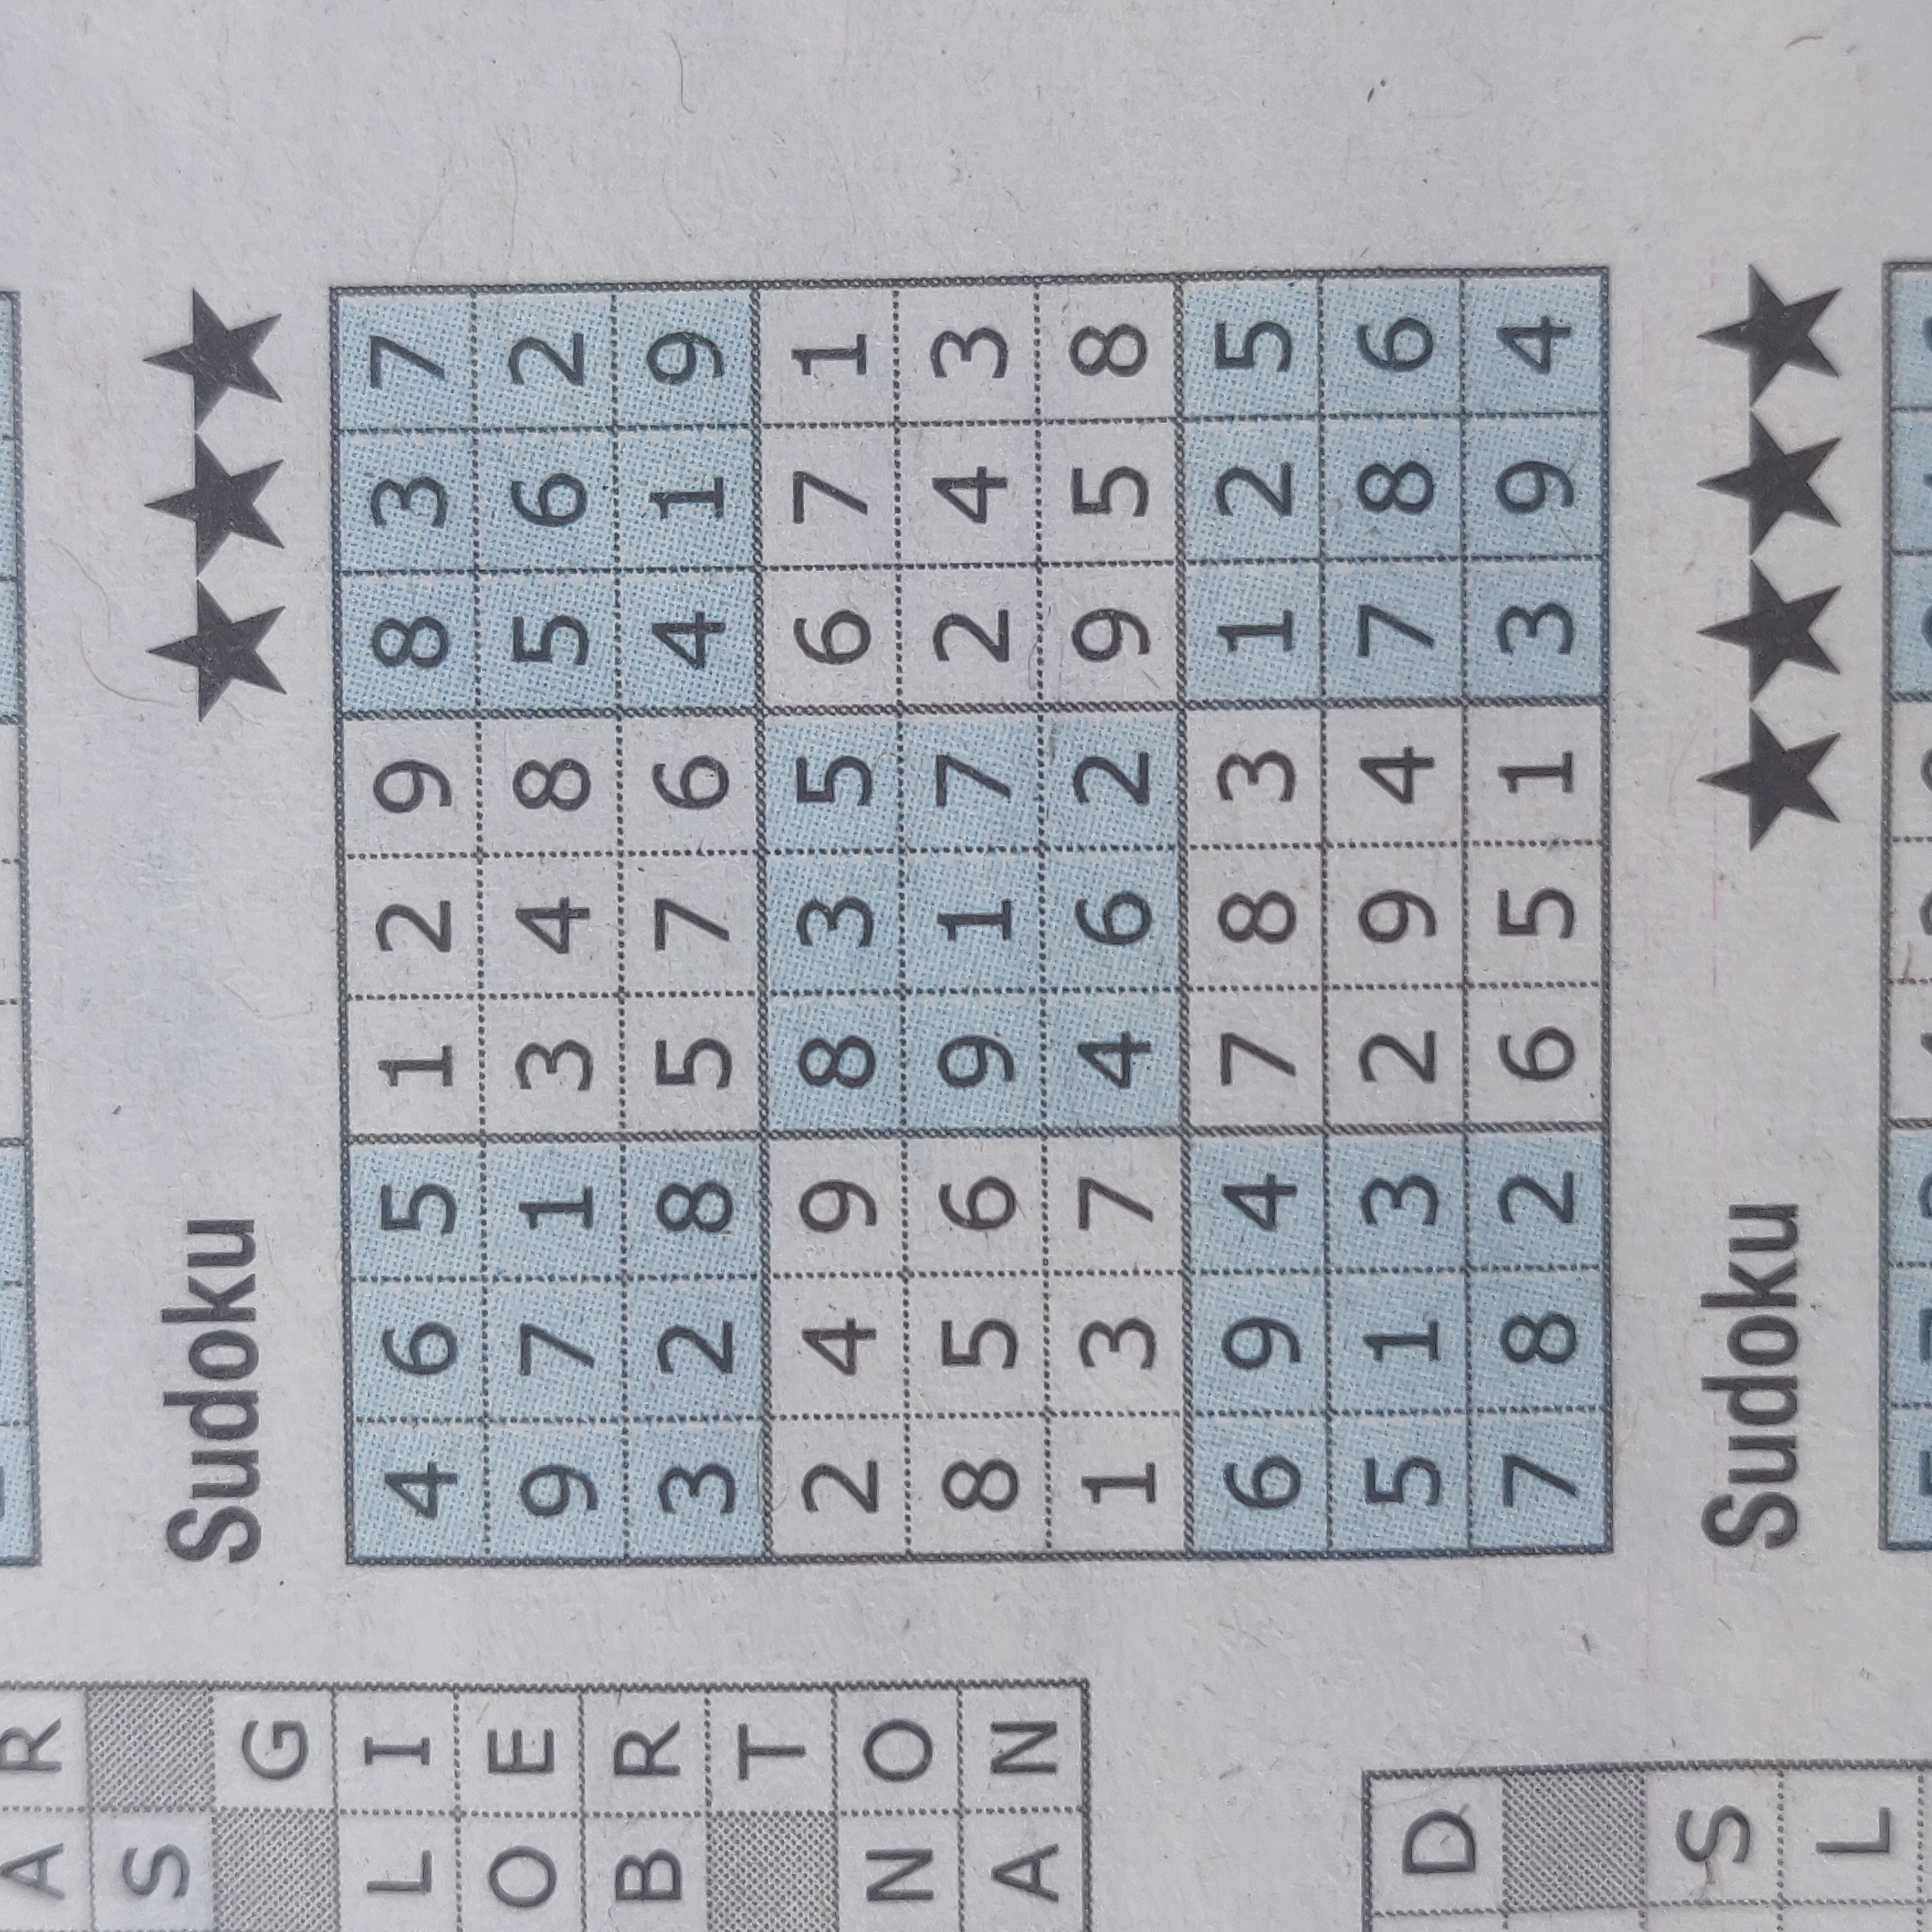 A R
S
G
L I
O E
B R
T
N O
A N
D
S
L
Sudoku ★★★
4 6 5 1 2 9 8 3 7
9 7 1 3 4 8 5 6 2
3 2 8 5 7 6 4 1 9
2 4 9 8 3 5 6 7 1
8 5 6 9 1 7 2 4 3
1 3 7 4 6 2 9 5 8
6 9 4 7 8 3 1 2 5
5 1 3 2 9 4 7 8 6
7 8 2 6 5 1 3 9 4
Sudoku ★★★★